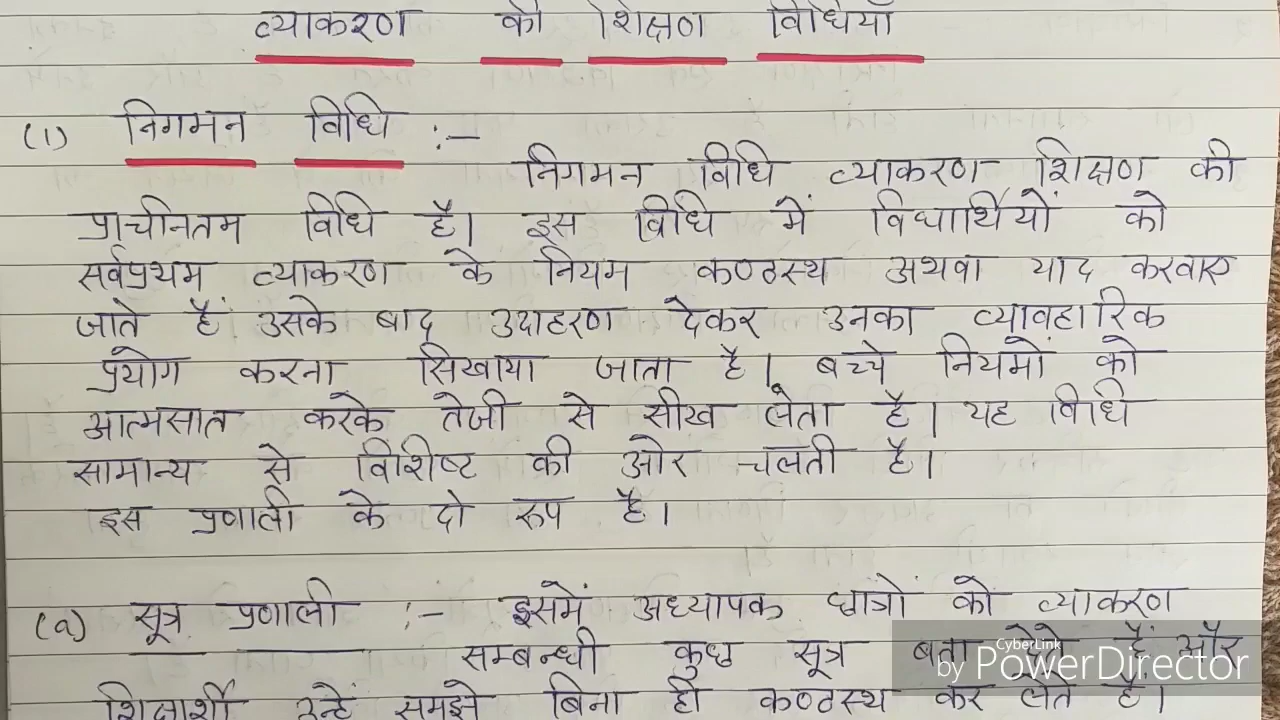 व्याकरण की शिक्षण विधियाँ
(1) निगमन विधि :-
निगमन विधि व्याकरण शिक्षण की
प्राचीनतम विधि है। इस विधि में विद्यार्थियों को
सर्वप्रथम व्याकरण के नियम कण्ठस्थ अथवा याद करवाए
जाते हैं उसके बाद उदाहरण देकर उनका व्यावहारिक
प्रयोग करना सिखाया जाता है। बच्चे नियमों को
आत्मसात करके तेजी से सीख लेता है। यह विधि
सामान्य से विशिष्ट की ओर चलती है।
इस प्रणाली के दो रूप है।
(a) सूत्र प्रणाली :- इसमें अध्यापक छात्रों को व्याकरण
सम्बन्धी कुछ सूत्र बता देते हैं और
शिक्षार्थी उन्हें समझे बिना ही कण्ठस्थ कर लेते हैं।
CyberLink
by PowerDirector